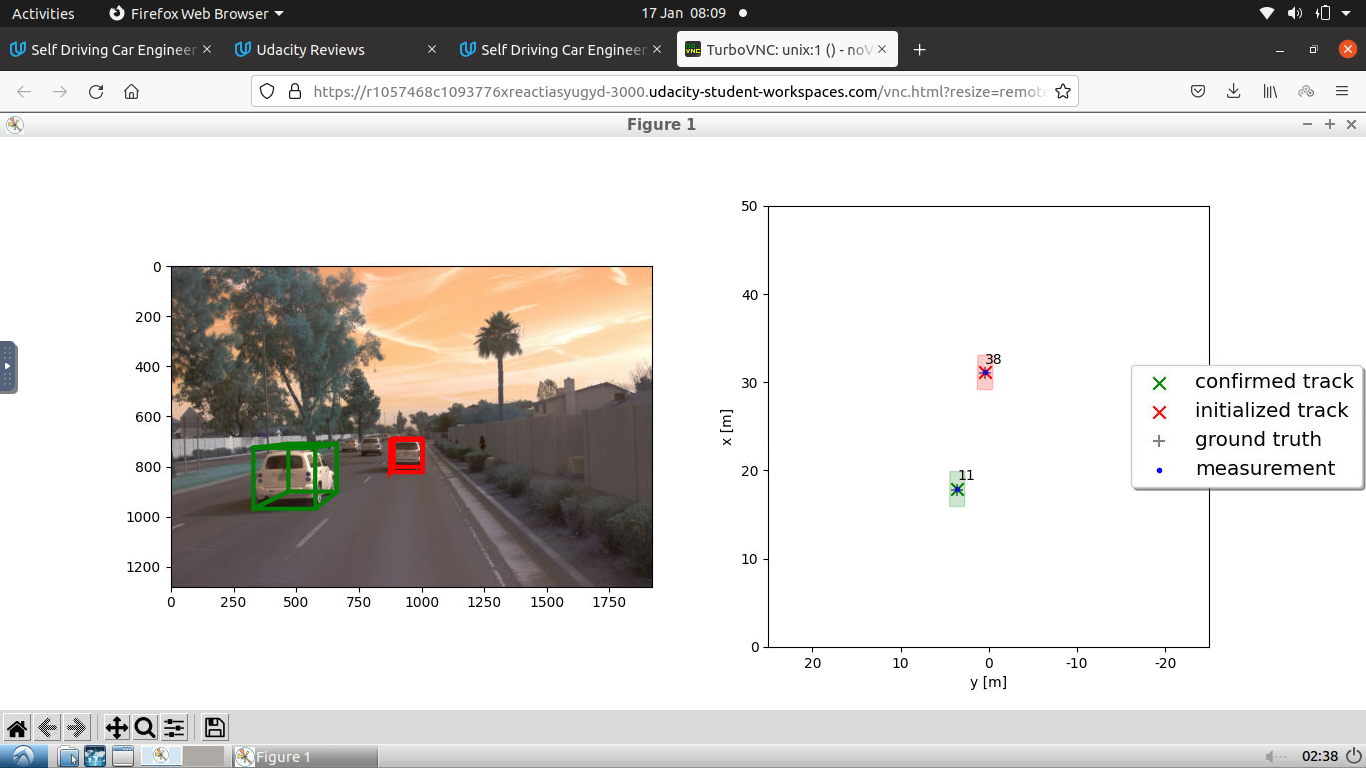 Activities Firefox Web Browser 17 Jan 08:09
Self Driving Car Engineer Udacity Reviews Self Driving Car Engineer TurboVNC: unix:1 () - noV
https://r1057468c1093776xreactiasyugyd-3000.udacity-student-workspaces.com/vnc.html?resize=remote
Figure 1
0
200
400
600
800
1000
1200
0 250 500 750 1000 1250 1500 1750
50
40
30
20
10
0
x [m]
38
11
20 10 0 -10 -20
y [m]
confirmed track
initialized track
ground truth
measurement
Figure 1 02:38